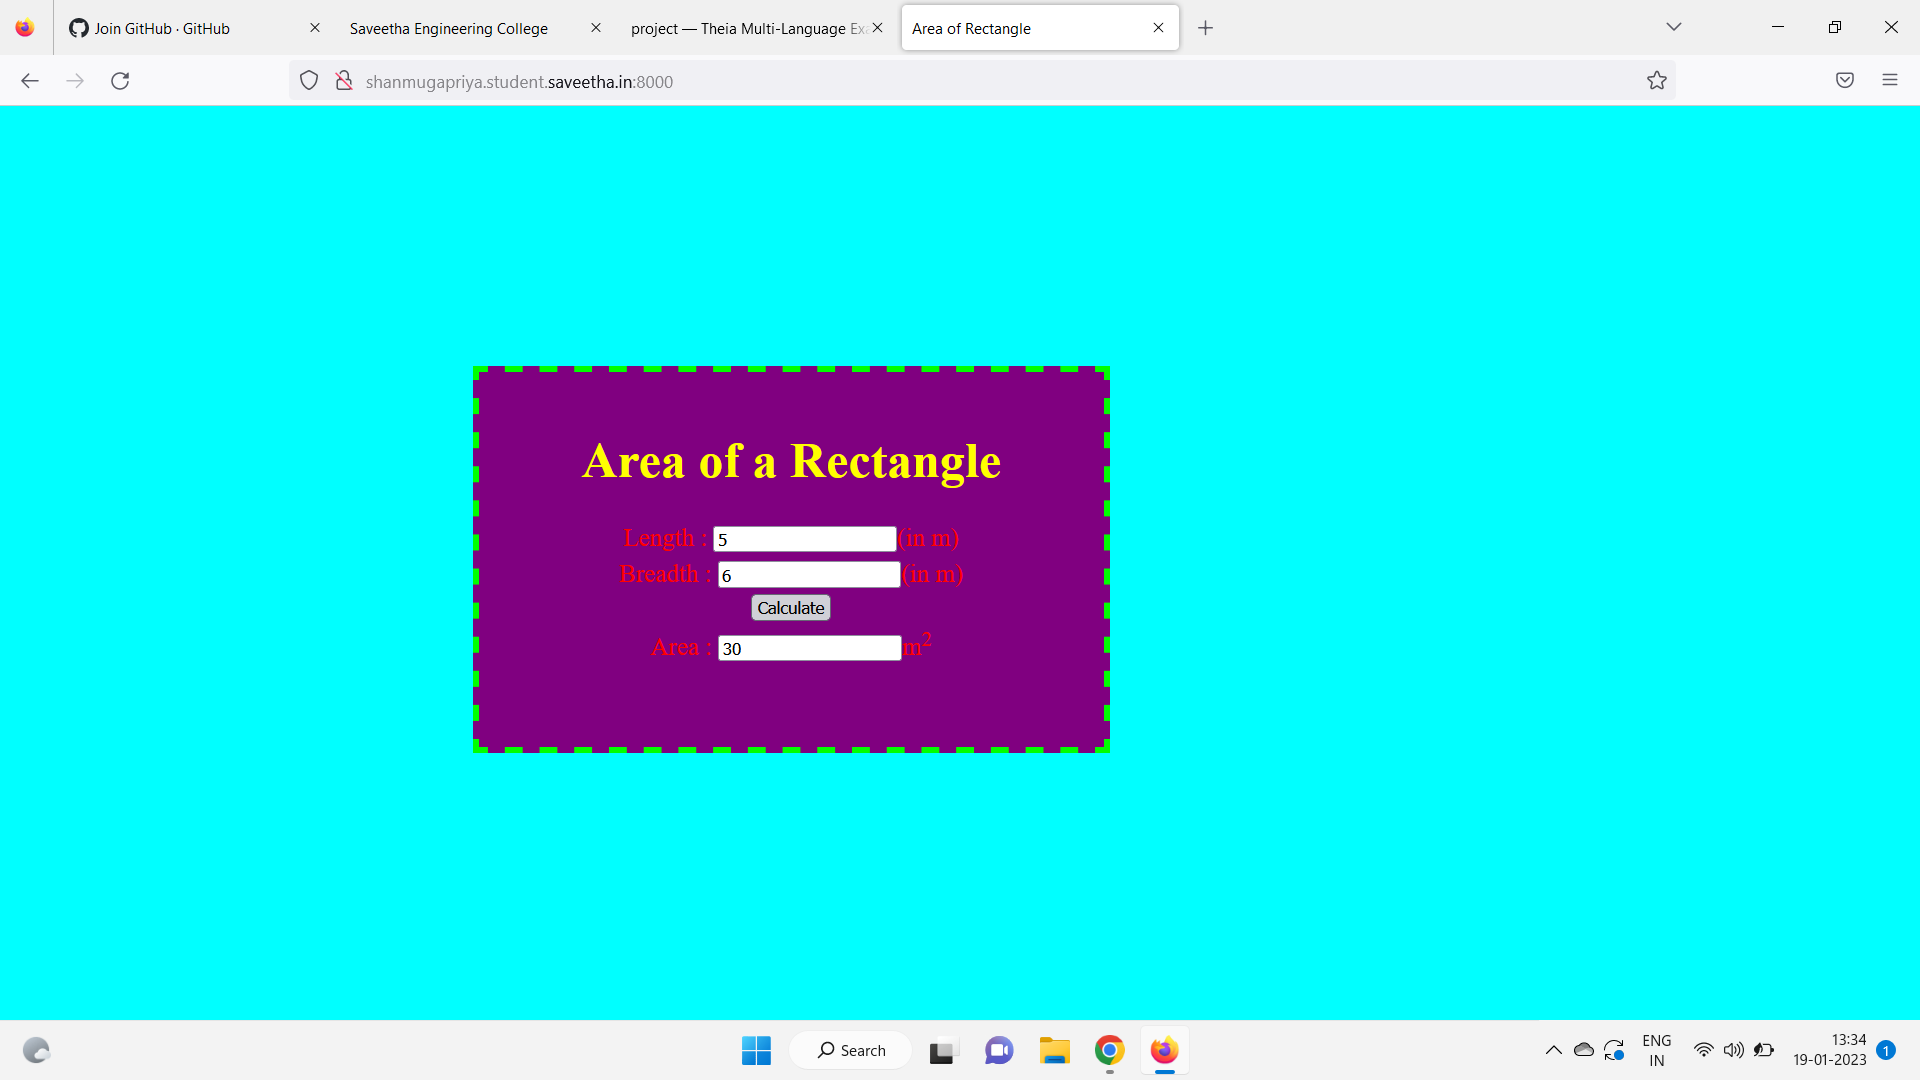 Join GitHub · GitHub
Saveetha Engineering College
project — Theia Multi-Language Exa
Area of Rectangle
shanmugapriya.student.saveetha.in:8000
Area of a Rectangle
Length : 5 (in m)
Breadth : 6 (in m)
Calculate
Area : 30 m²
Search
ENG
IN
13:34
19-01-2023
1